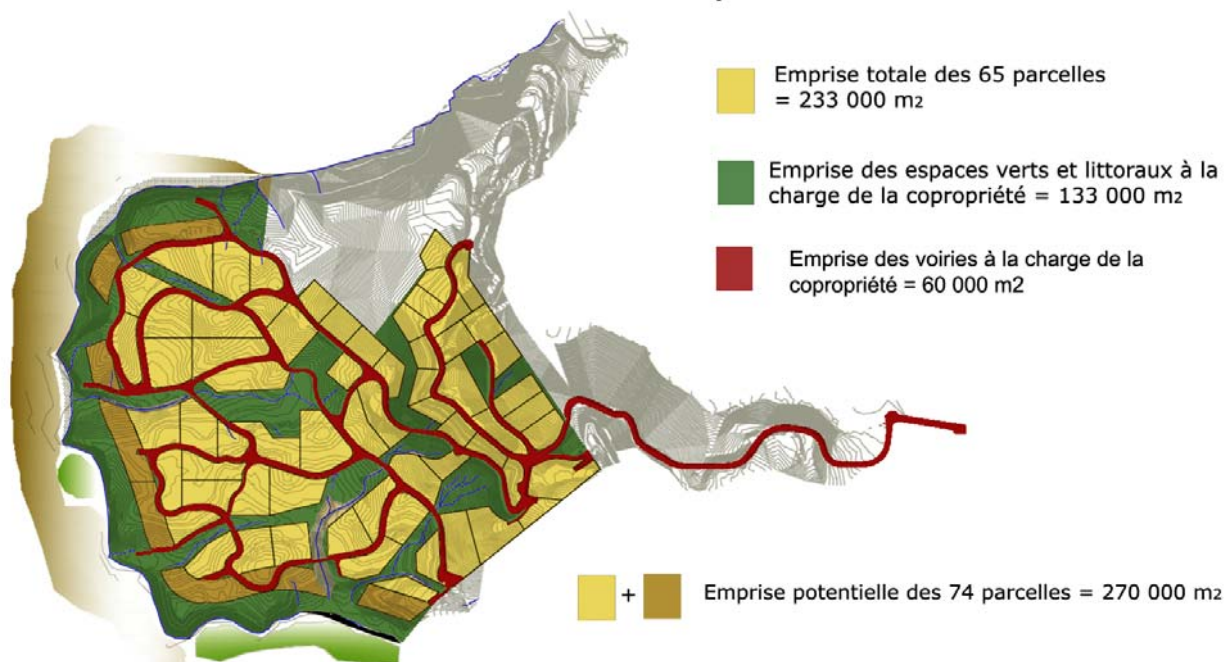 Emprise totale des 65 parcelles
= 233 000 m2
Emprise des espaces verts et littoraux à la
charge de la copropriété = 133 000 m2
Emprise des voiries à la charge de la
copropriété = 60 000 m2
+ Emprise potentielle des 74 parcelles = 270 000 m2